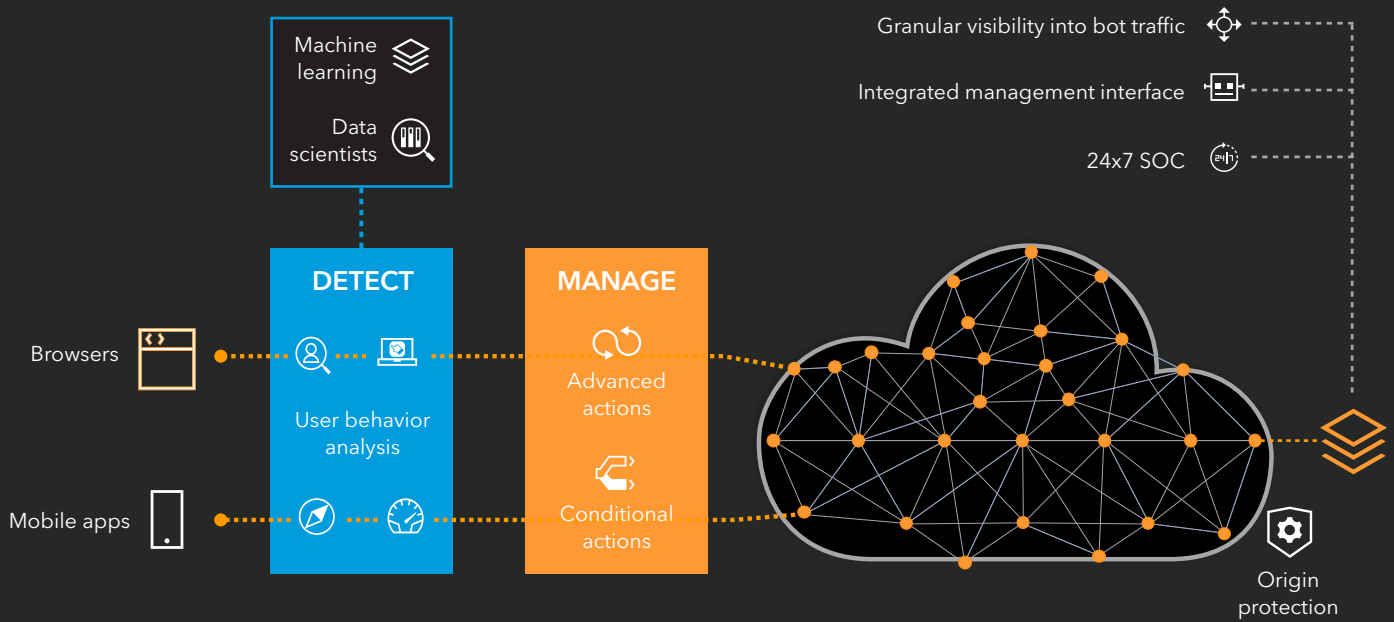 Machine
learning
Data
scientists
Granular visibility into bot traffic
Integrated management interface
24x7 SOC
24h
DETECT
MANAGE
Browsers
Advanced
actions
User behavior
analysis
Mobile apps
Conditional
actions
Origin
protection